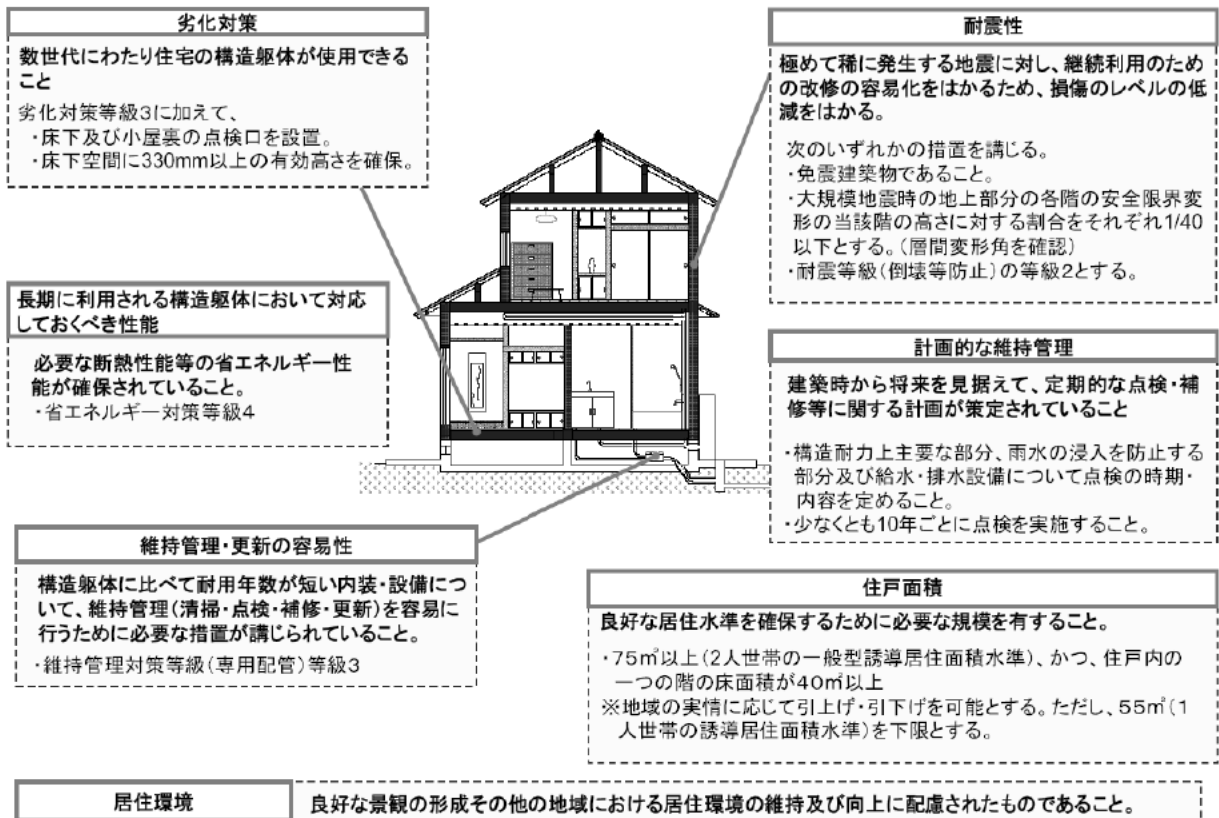 劣化対策
数世代にわたり住宅の構造躯体が使用できる
こと
劣化対策等級3に加えて、
・床下及び小屋裏の点検口を設置。
・床下空間に330mm以上の有効高さを確保。
耐震性
極めて稀に発生する地震に対し、継続利用のため
の改修の容易化をはかるため、損傷のレベルの低
減をはかる。
次のいずれかの措置を講じる。
・免震建築物であること。
・大規模地震時の地上部分の各階の安全限界変
形の当該階の高さに対する割合をそれぞれ1/40
以下とする。(層間変形角を確認)
・耐震等級(倒壊等防止)の等級2とする。
長期に利用される構造躯体において対応
しておくべき性能
必要な断熱性能等の省エネルギー性
能が確保されていること。
・省エネルギー対策等級4
計画的な維持管理
建築時から将来を見据えて、定期的な点検・補
修等に関する計画が策定されていること
・構造耐力上主要な部分、雨水の浸入を防止する
部分及び給水・排水設備について点検の時期・
内容を定めること。
・少なくとも10年ごとに点検を実施すること。
維持管理・更新の容易性
構造躯体に比べて耐用年数が短い内装・設備につ
いて、維持管理(清掃・点検・補修・更新)を容易に
行うために必要な措置が講じられていること。
・維持管理対策等級(専用配管)等級3
住戸面積
良好な居住水準を確保するために必要な規模を有すること。
・75㎡以上(2人世帯の一般型誘導居住面積水準)、かつ、住戸内の
一つの階の床面積が40㎡以上
※地域の実情に応じて引上げ・引下げを可能とする。ただし、55㎡(1
人世帯の誘導居住面積水準)を下限とする。
居住環境
良好な景観の形成その他の地域における居住環境の維持及び向上に配慮されたものであること。